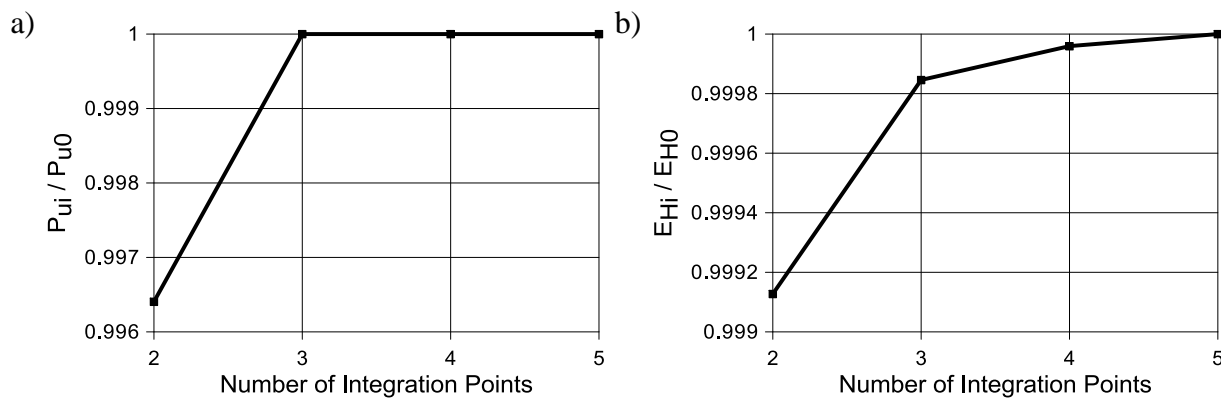 a)
1
0.999
0.998
0.997
0.996
P_ui / P_u0
2 3 4 5
Number of Integration Points
b)
1
0.9998
0.9996
0.9994
0.9992
0.999
E_Hi / E_H0
2 3 4 5
Number of Integration Points